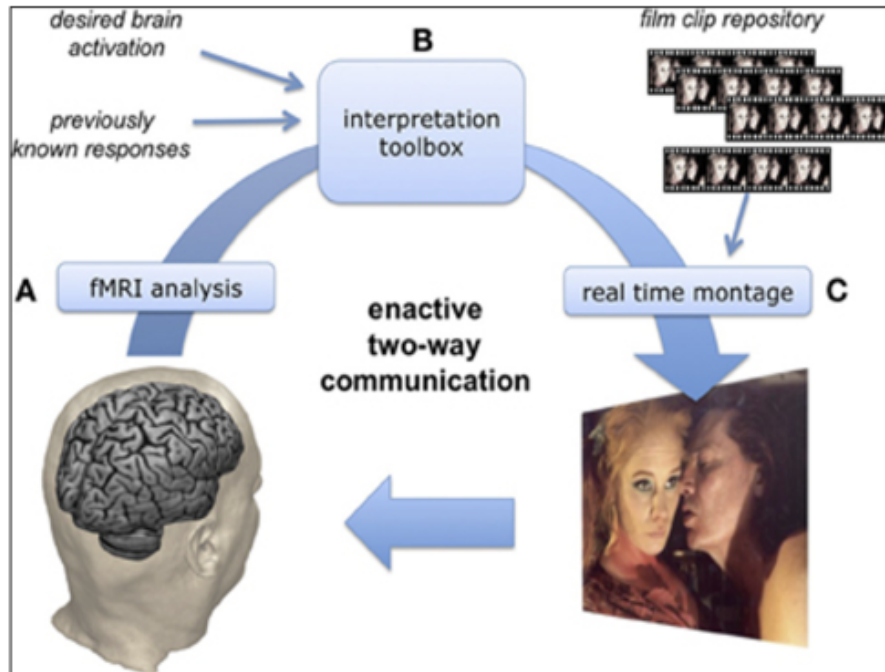 desired brain
activation
B
film clip repository
previously
known responses
interpretation
toolbox
A
fMRI analysis
real time montage
C
enactive
two-way
communication